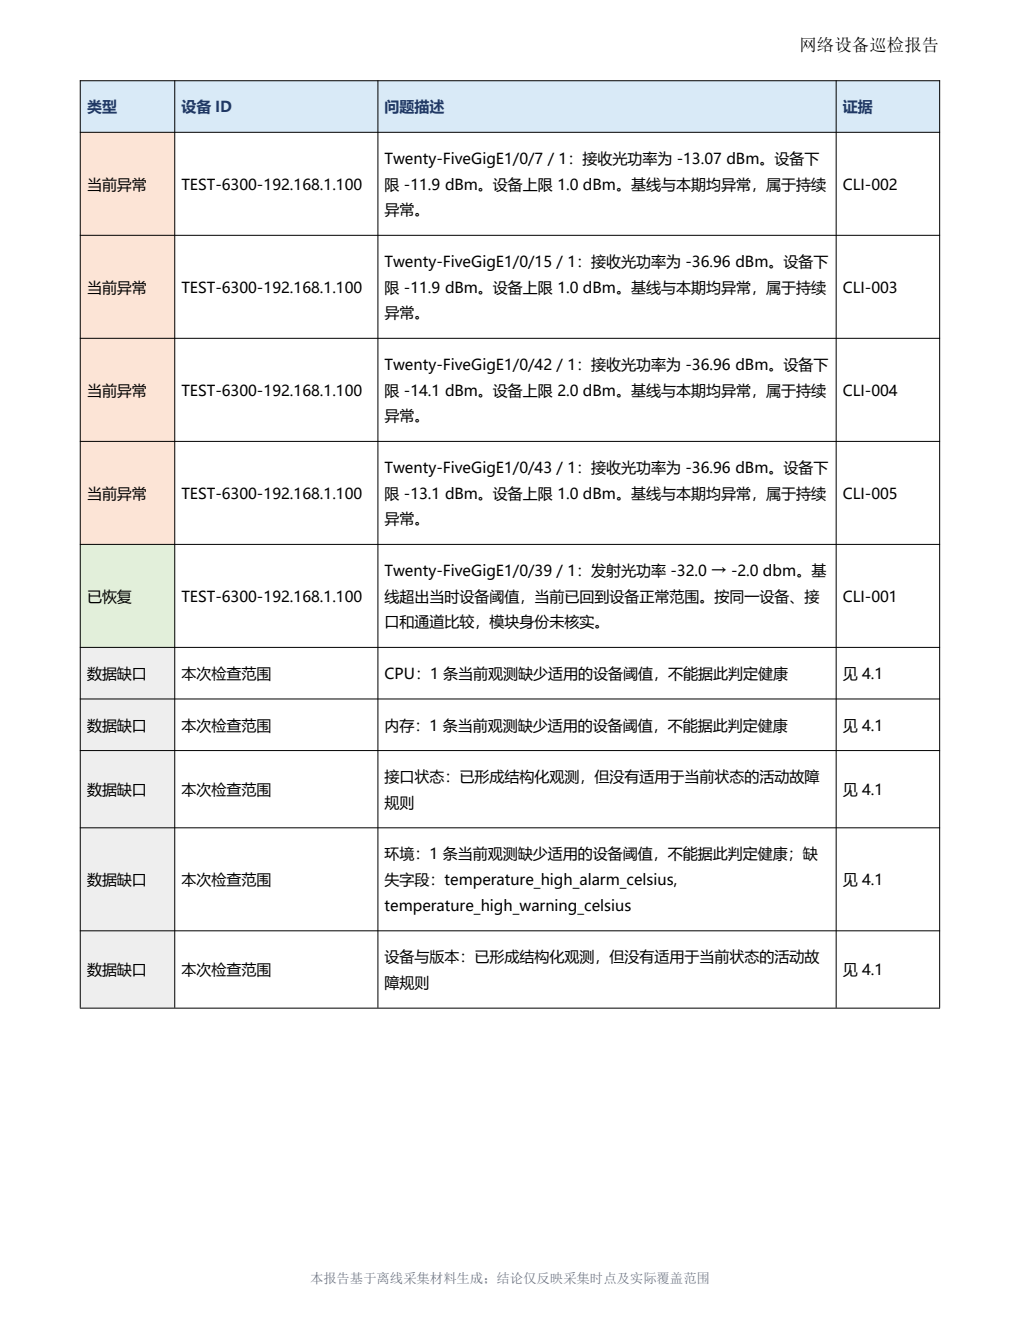 网络设备巡检报告
类型 设备 ID 问题描述 证据
Twenty-FiveGigE1/0/7 / 1：接收光功率为 -13.07 dBm。设备下
当前异常 TEST-6300-192.168.1.100 限 -11.9 dBm。设备上限 1.0 dBm。基线与本期均异常，属于持续 CLI-002
异常。
Twenty-FiveGigE1/0/15 / 1：接收光功率为 -36.96 dBm。设备下
当前异常 TEST-6300-192.168.1.100 限 -11.9 dBm。设备上限 1.0 dBm。基线与本期均异常，属于持续 CLI-003
异常。
Twenty-FiveGigE1/0/42 / 1：接收光功率为 -36.96 dBm。设备下
当前异常 TEST-6300-192.168.1.100 限 -14.1 dBm。设备上限 2.0 dBm。基线与本期均异常，属于持续 CLI-004
异常。
Twenty-FiveGigE1/0/43 / 1：接收光功率为 -36.96 dBm。设备下
当前异常 TEST-6300-192.168.1.100 限 -13.1 dBm。设备上限 1.0 dBm。基线与本期均异常，属于持续 CLI-005
异常。
Twenty-FiveGigE1/0/39 / 1：发射光功率 -32.0 → -2.0 dbm。基
已恢复 TEST-6300-192.168.1.100 线超出当时设备阈值，当前已回到设备正常范围。按同一设备、接 CLI-001
口和通道比较，模块身份未核实。
数据缺口 本次检查范围 CPU：1 条当前观测缺少适用的设备阈值，不能据此判定健康 见 4.1
数据缺口 本次检查范围 内存：1 条当前观测缺少适用的设备阈值，不能据此判定健康 见 4.1
数据缺口 本次检查范围 接口状态：已形成结构化观测，但没有适用于当前状态的活动故障 见 4.1
规则
环境：1 条当前观测缺少适用的设备阈值，不能据此判定健康；缺
数据缺口 本次检查范围 失字段：temperature_high_alarm_celsius, 见 4.1
temperature_high_warning_celsius
数据缺口 本次检查范围 设备与版本：已形成结构化观测，但没有适用于当前状态的活动故 见 4.1
障规则
本报告基于离线采集材料生成；结论仅反映采集时点及实际覆盖范围